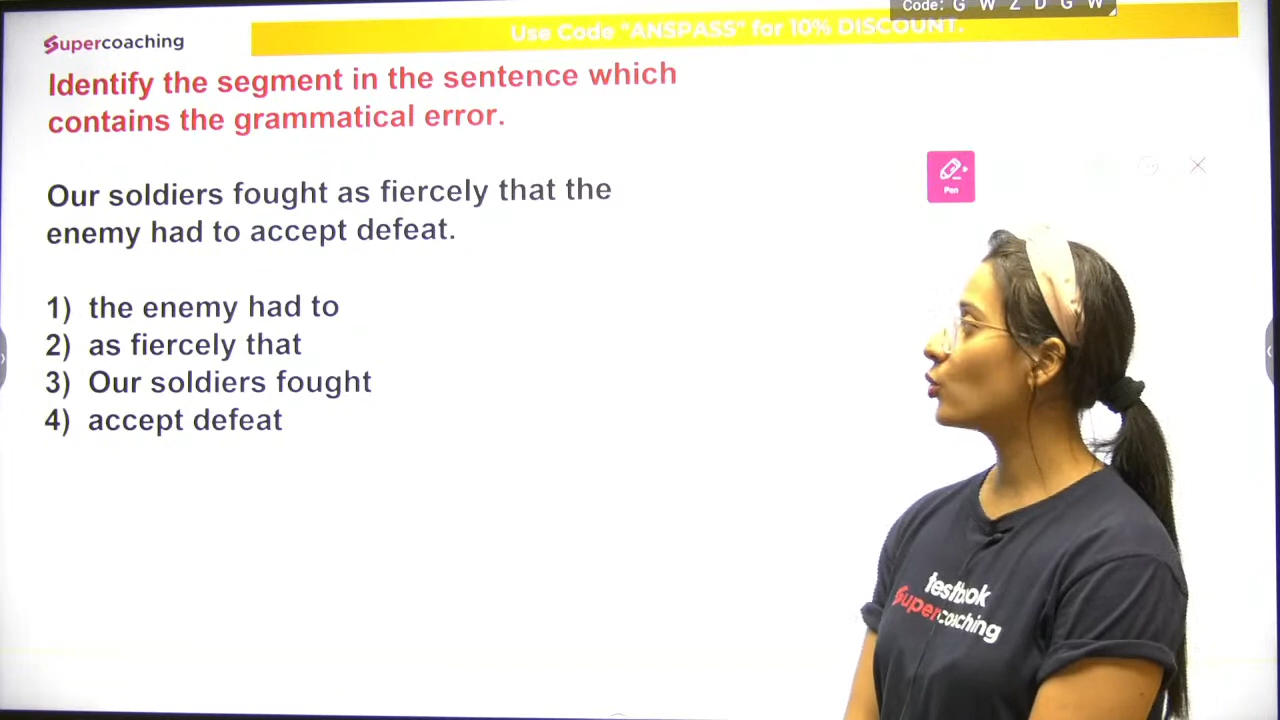 Code: G W Z D G W
Supercoaching
Use Code "ANSPASS" for 10% DISCOUNT.
Identify the segment in the sentence which
contains the grammatical error.
Pen
Our soldiers fought as fiercely that the
enemy had to accept defeat.
1) the enemy had to
2) as fiercely that
3) Our soldiers fought
4) accept defeat
testbook
Supercoaching